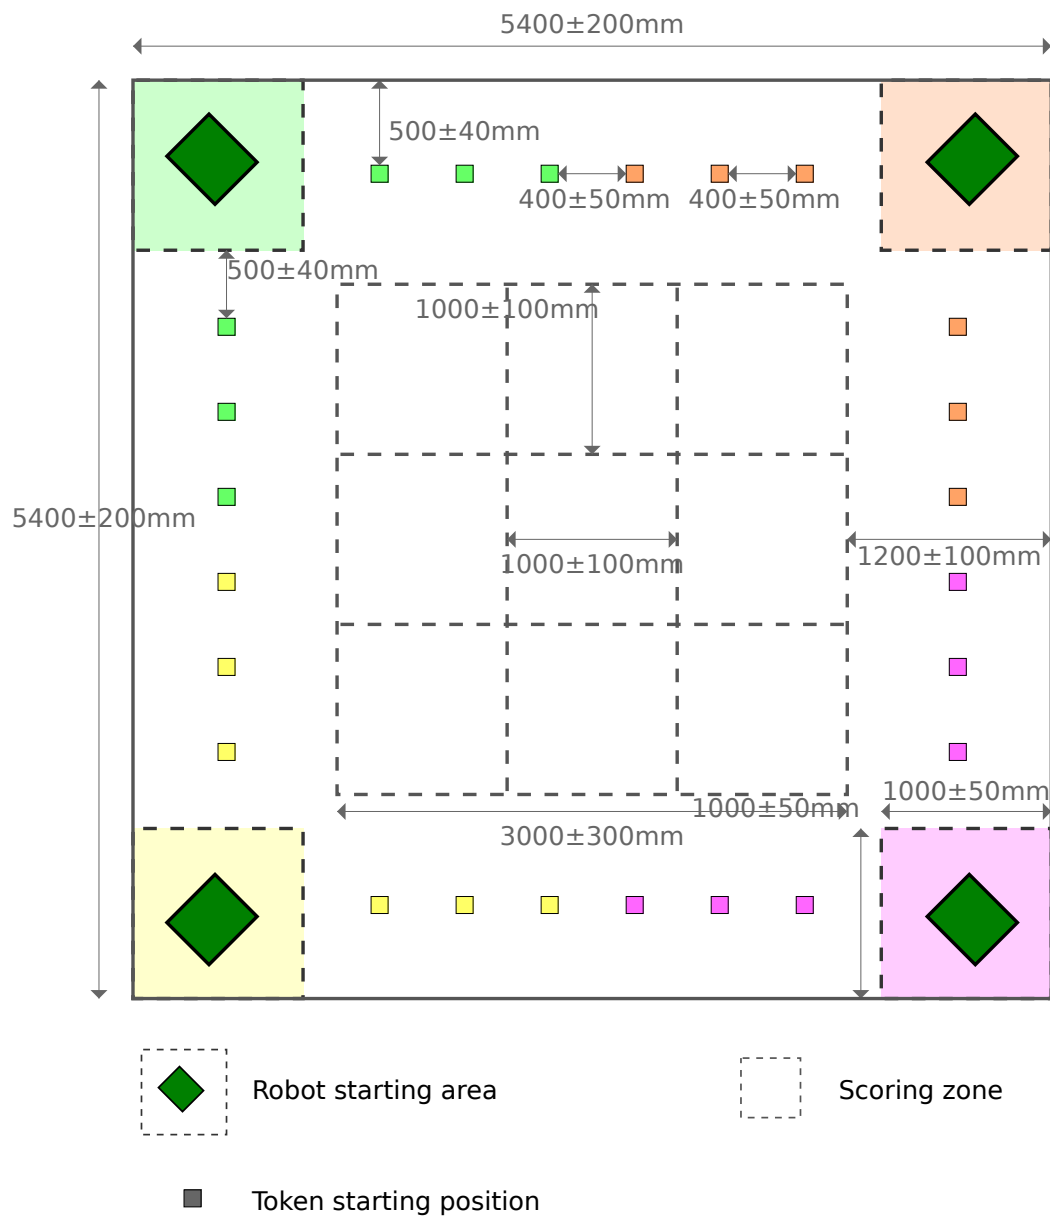 5400±200mm
500±40mm
400±50mm
400±50mm
500±40mm
1000±100mm
5400±200mm
1000±100mm
1200±100mm
1000±50mm
1000±50mm
3000±300mm
Robot starting area
Scoring zone
Token starting position